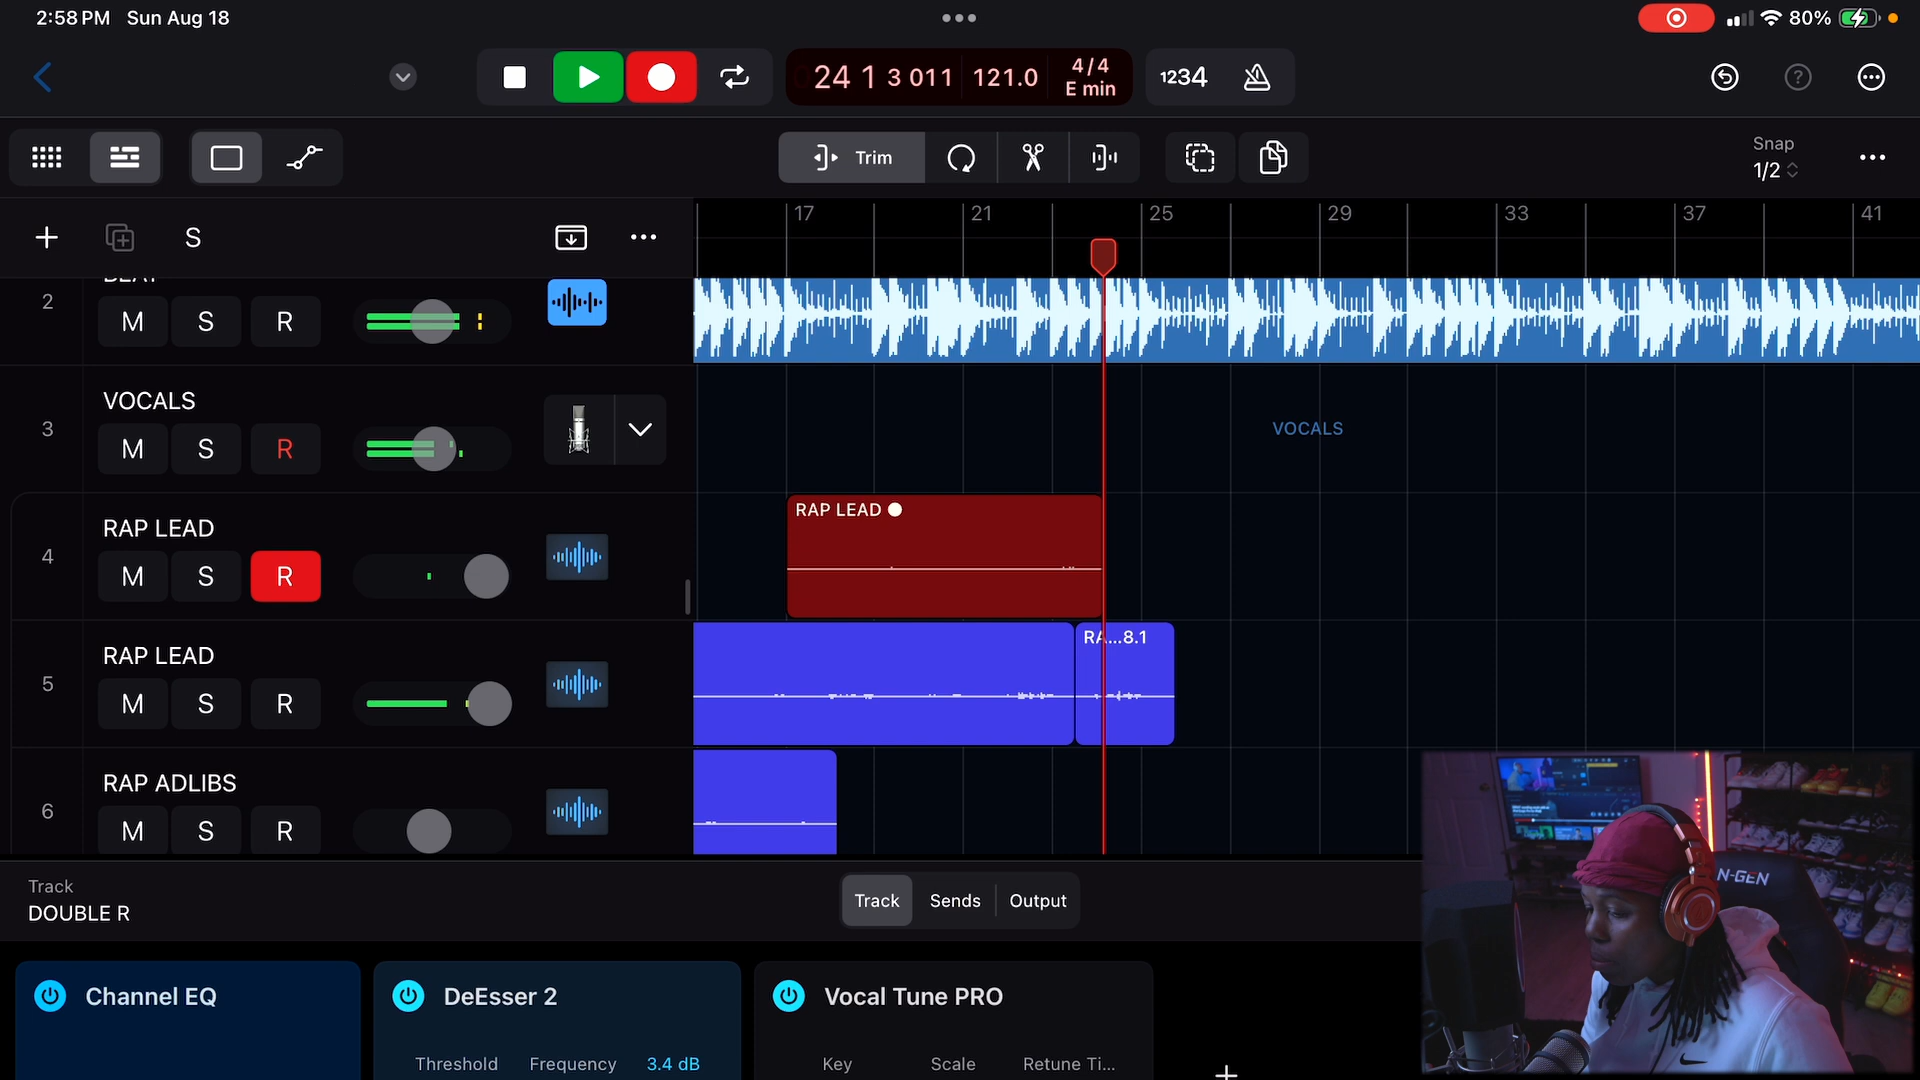 2:58 PM Sun Aug 18
80%
24 1 3 011 121.0 4/4 E min
1234
Trim
Snap
1/2
S
17 21 25 29 33 37 41
2
BEAT
M S R
3
VOCALS
M S R
VOCALS
4
RAP LEAD
M S R
RAP LEAD
5
RAP LEAD
M S R
RA...8.1
6
RAP ADLIBS
M S R
Track
DOUBLE R
Track Sends Output
N-GEN
Channel EQ
DeEsser 2
Threshold Frequency 3.4 dB
Vocal Tune PRO
Key Scale Retune Ti...